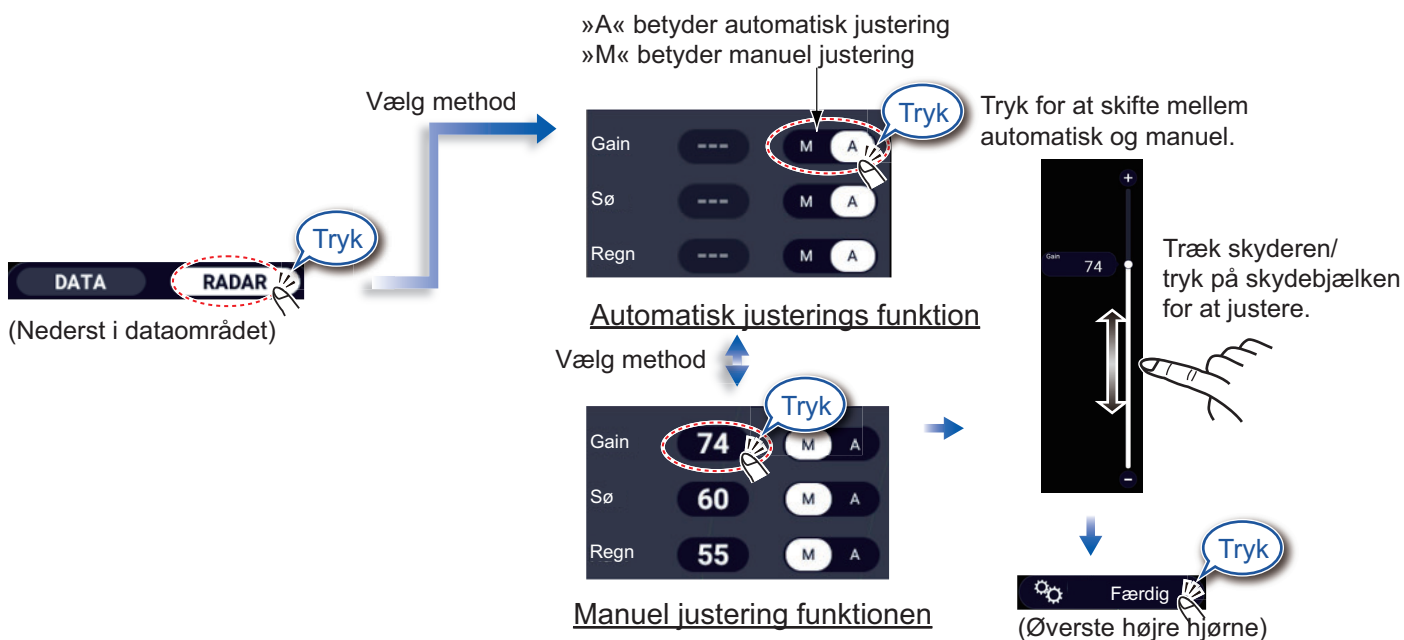 »A« betyder automatisk justering
»M« betyder manuel justering
Vælg method
Tryk
DATA RADAR
(Nederst i dataområdet)
Tryk
Gain --- M A
Sø --- M A
Regn --- M A
Automatisk justerings funktion
Tryk for at skifte mellem
automatisk og manuel.
Vælg method
Tryk
Gain 74 M A
Sø 60 M A
Regn 55 M A
Manuel justering funktionen
+
Gain 74
-
Træk skyderen/
tryk på skydebjælken
for at justere.
Tryk
Færdig
(Øverste højre hjørne)